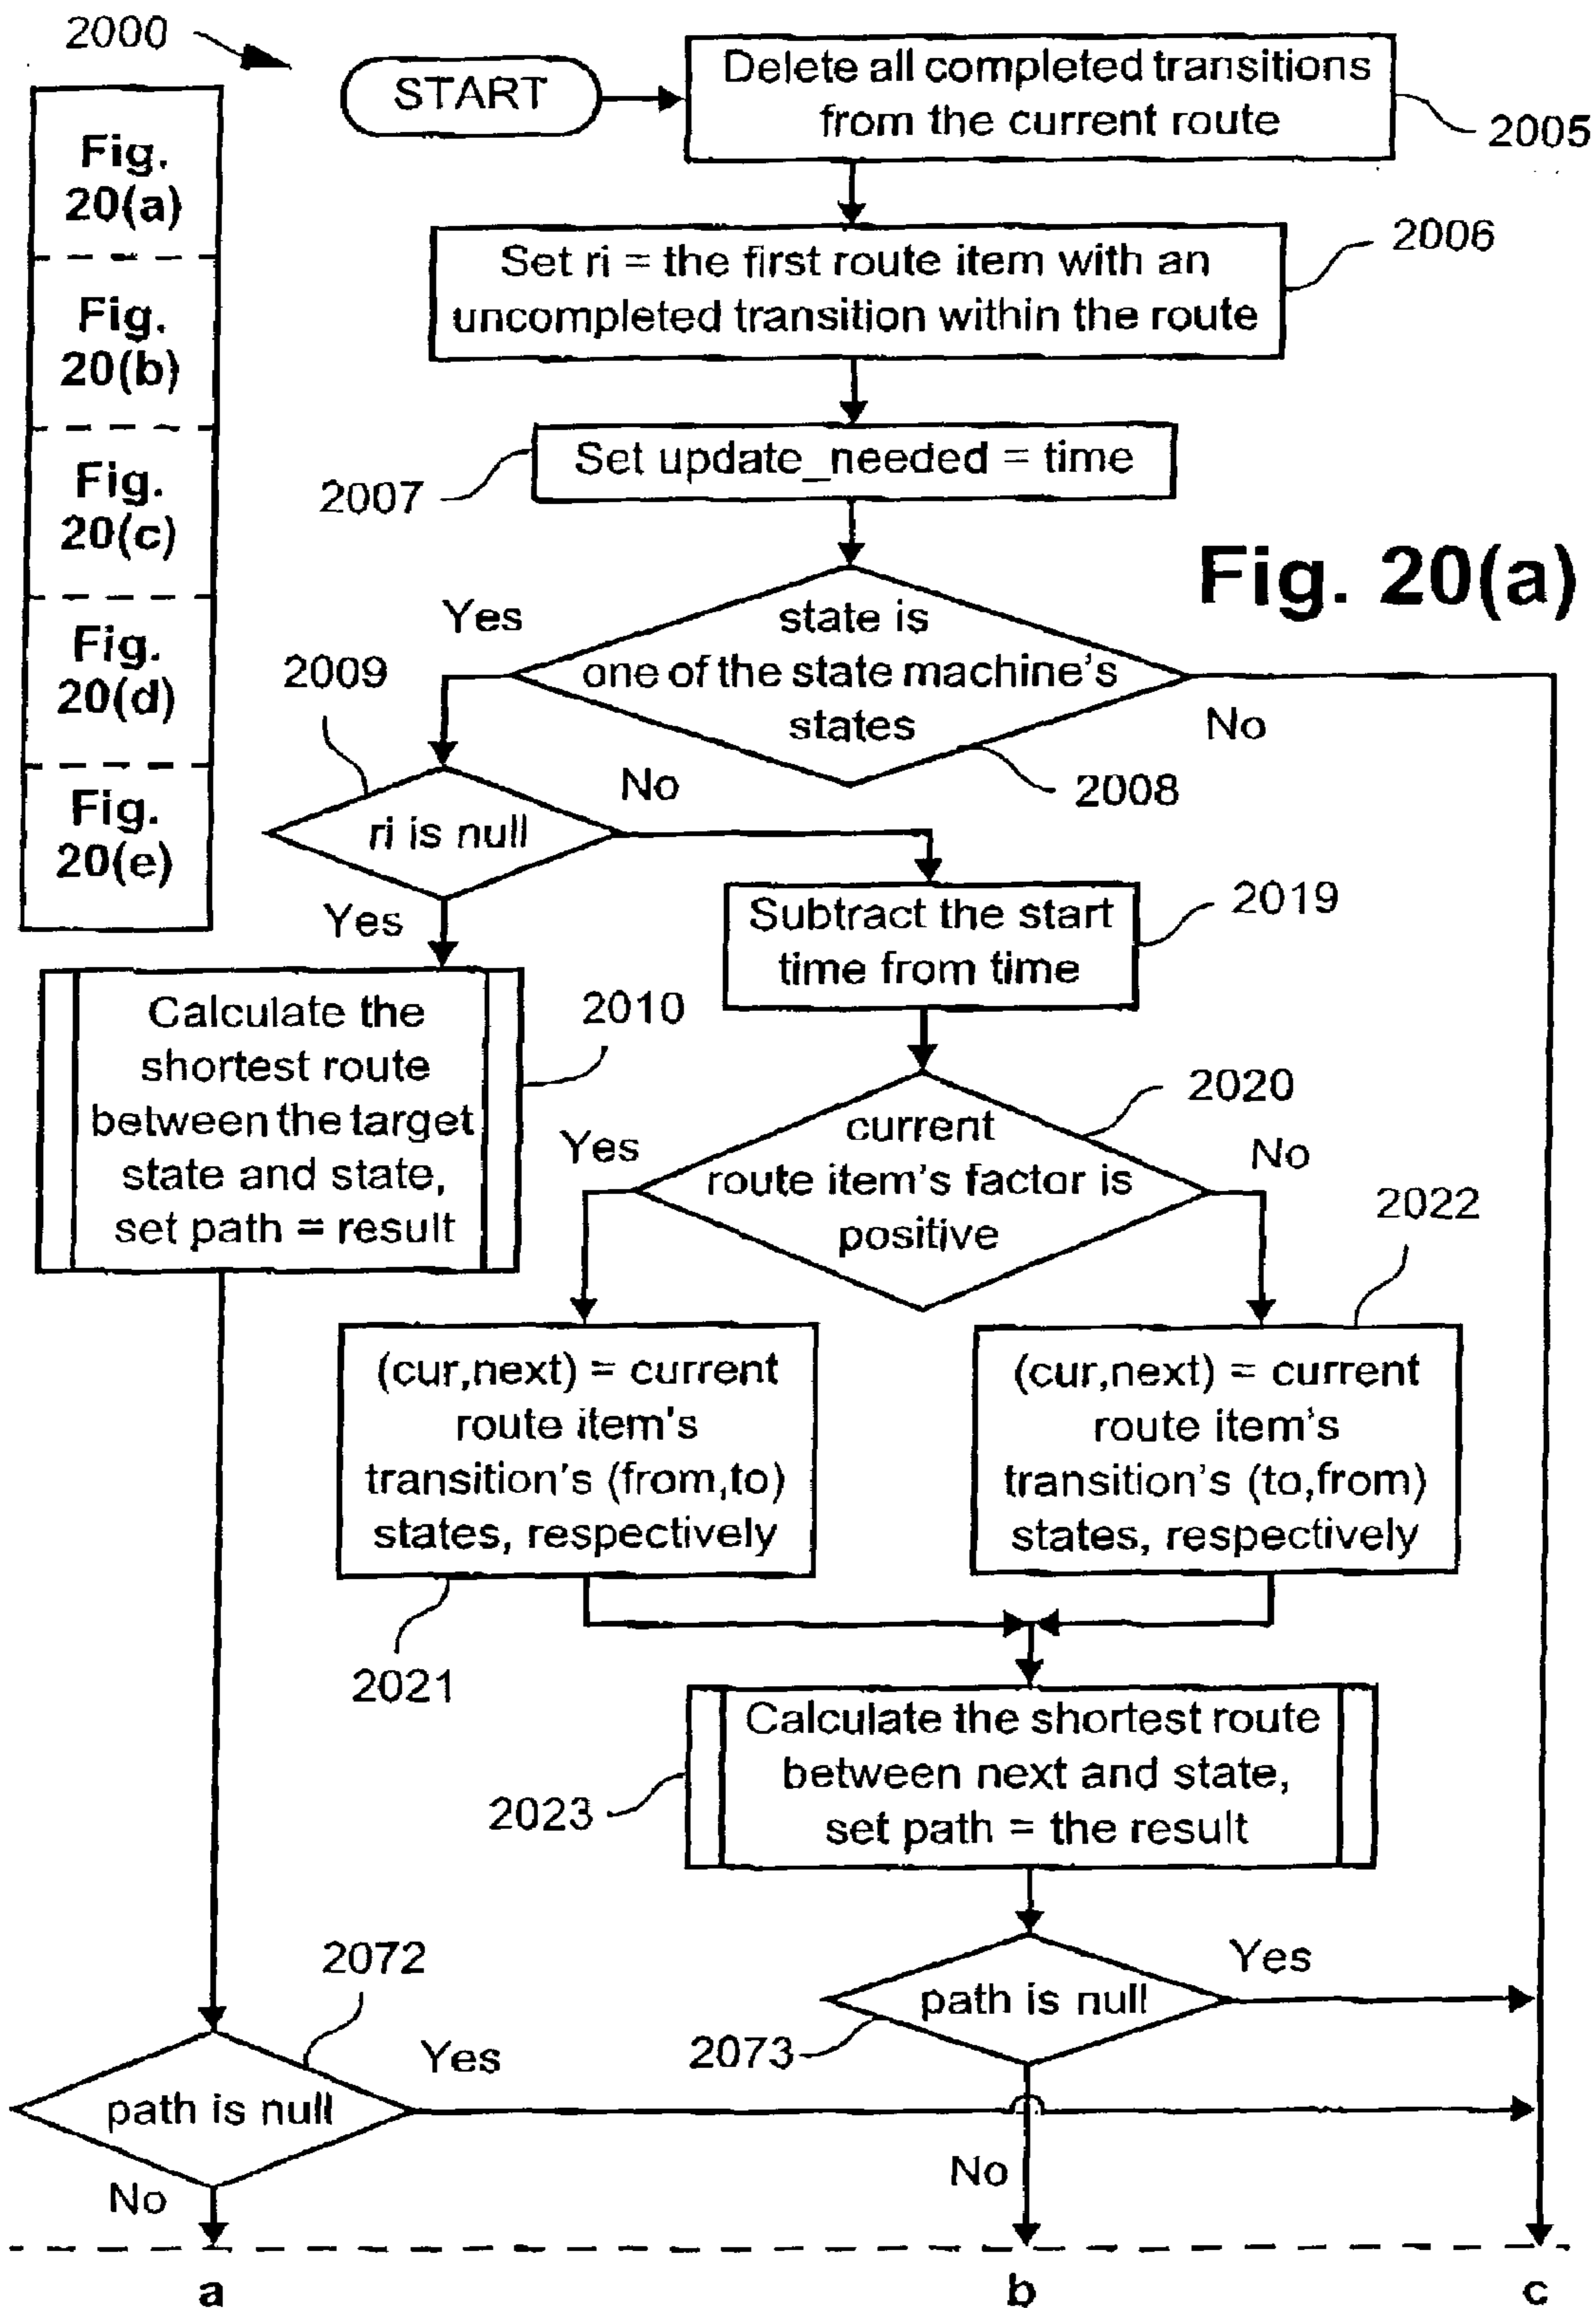 2000
START
Delete all completed transitions
from the current route
2005
Fig.
20(a)
Fig.
20(b)
Fig.
20(c)
Fig.
20(d)
Fig.
20(e)
Set ri = the first route item with an
uncompleted transition within the route
2006
Set update_needed = time
2007
Fig. 20(a)
state is
one of the state machine's
states
Yes
No
2008
2009
ri is null
No
Yes
Subtract the start
time from time
2019
Calculate the
shortest route
between the target
state and state,
set path = result
2010
current
route item's factor is
positive
2020
Yes
No
2022
(cur,next) = current
route item's
transition's (from,to)
states, respectively
2021
(cur,next) = current
route item's
transition's (to,from)
states, respectively
Calculate the shortest route
between next and state,
set path = the result
2023
path is null
Yes
2073
No
2072
path is null
Yes
No
a
b
c